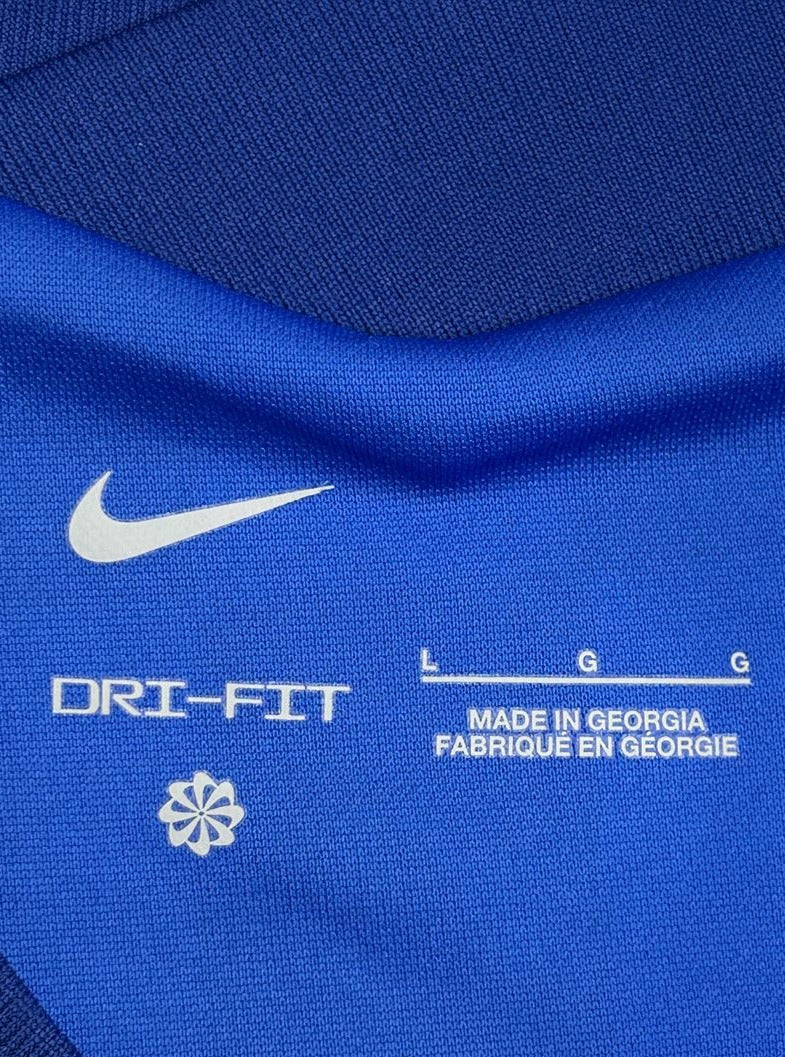 DRI-FIT
L G G
MADE IN GEORGIA
FABRIQUÉ EN GÉORGIE